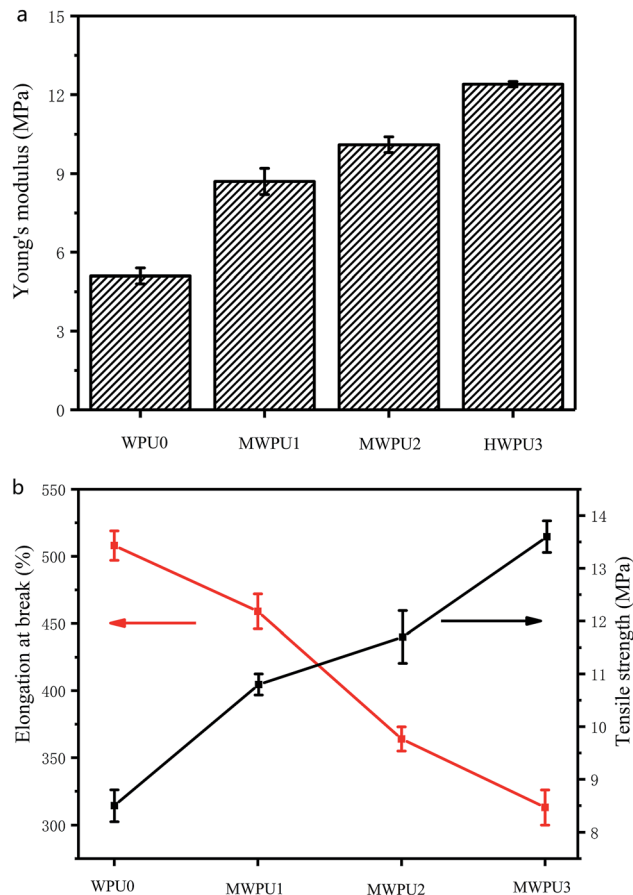 a
Young's modulus (MPa)
15
12
9
6
3
0
WPU0 MWPU1 MWPU2 HWPU3
b
Elongation at break (%)
550
500
450
400
350
300
Tensile strength (MPa)
14
13
12
11
10
9
8
WPU0 MWPU1 MWPU2 MWPU3